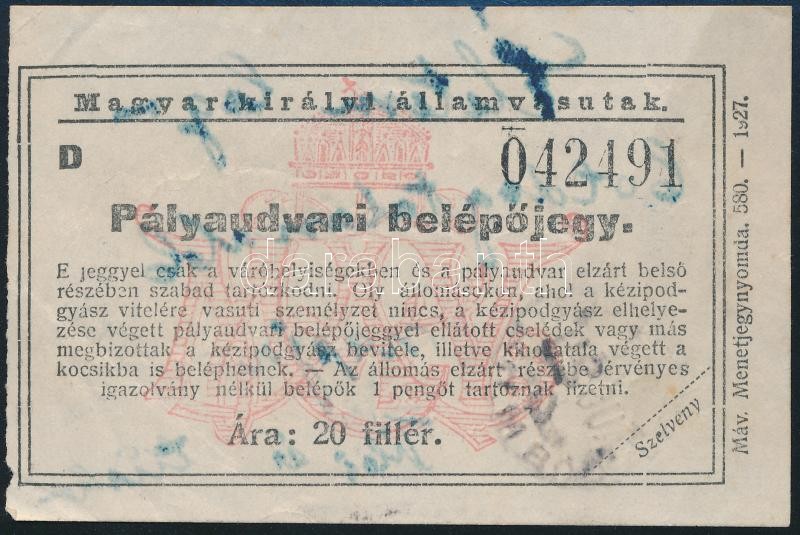 Magyar királyi államvasutak.
D
042491
Pályaudvari belépőjegy.
E jeggyel csak a váróhelyiségekben és a pályaudvar elzárt belső
részében szabad tartózkodni. Oly állomásokon, ahol a kézipod-
gyász vitelére vasuti személyzet nincs, a kézipodgyász elhelye-
zése végett pályaudvari belépőjeggyel ellátott cselédek vagy más
megbizottak a kézipodgyász bevitele, illetve kihozatala végett a
kocsikba is beléphetnek. — Az állomás elzárt részébe érvényes
igazolvány nélkül belépők 1 pengőt tartoznak fizetni.
Ára: 20 fillér.
Szelvény
Máv. Menetjegynyomda. 580. — 1927.
darabanth